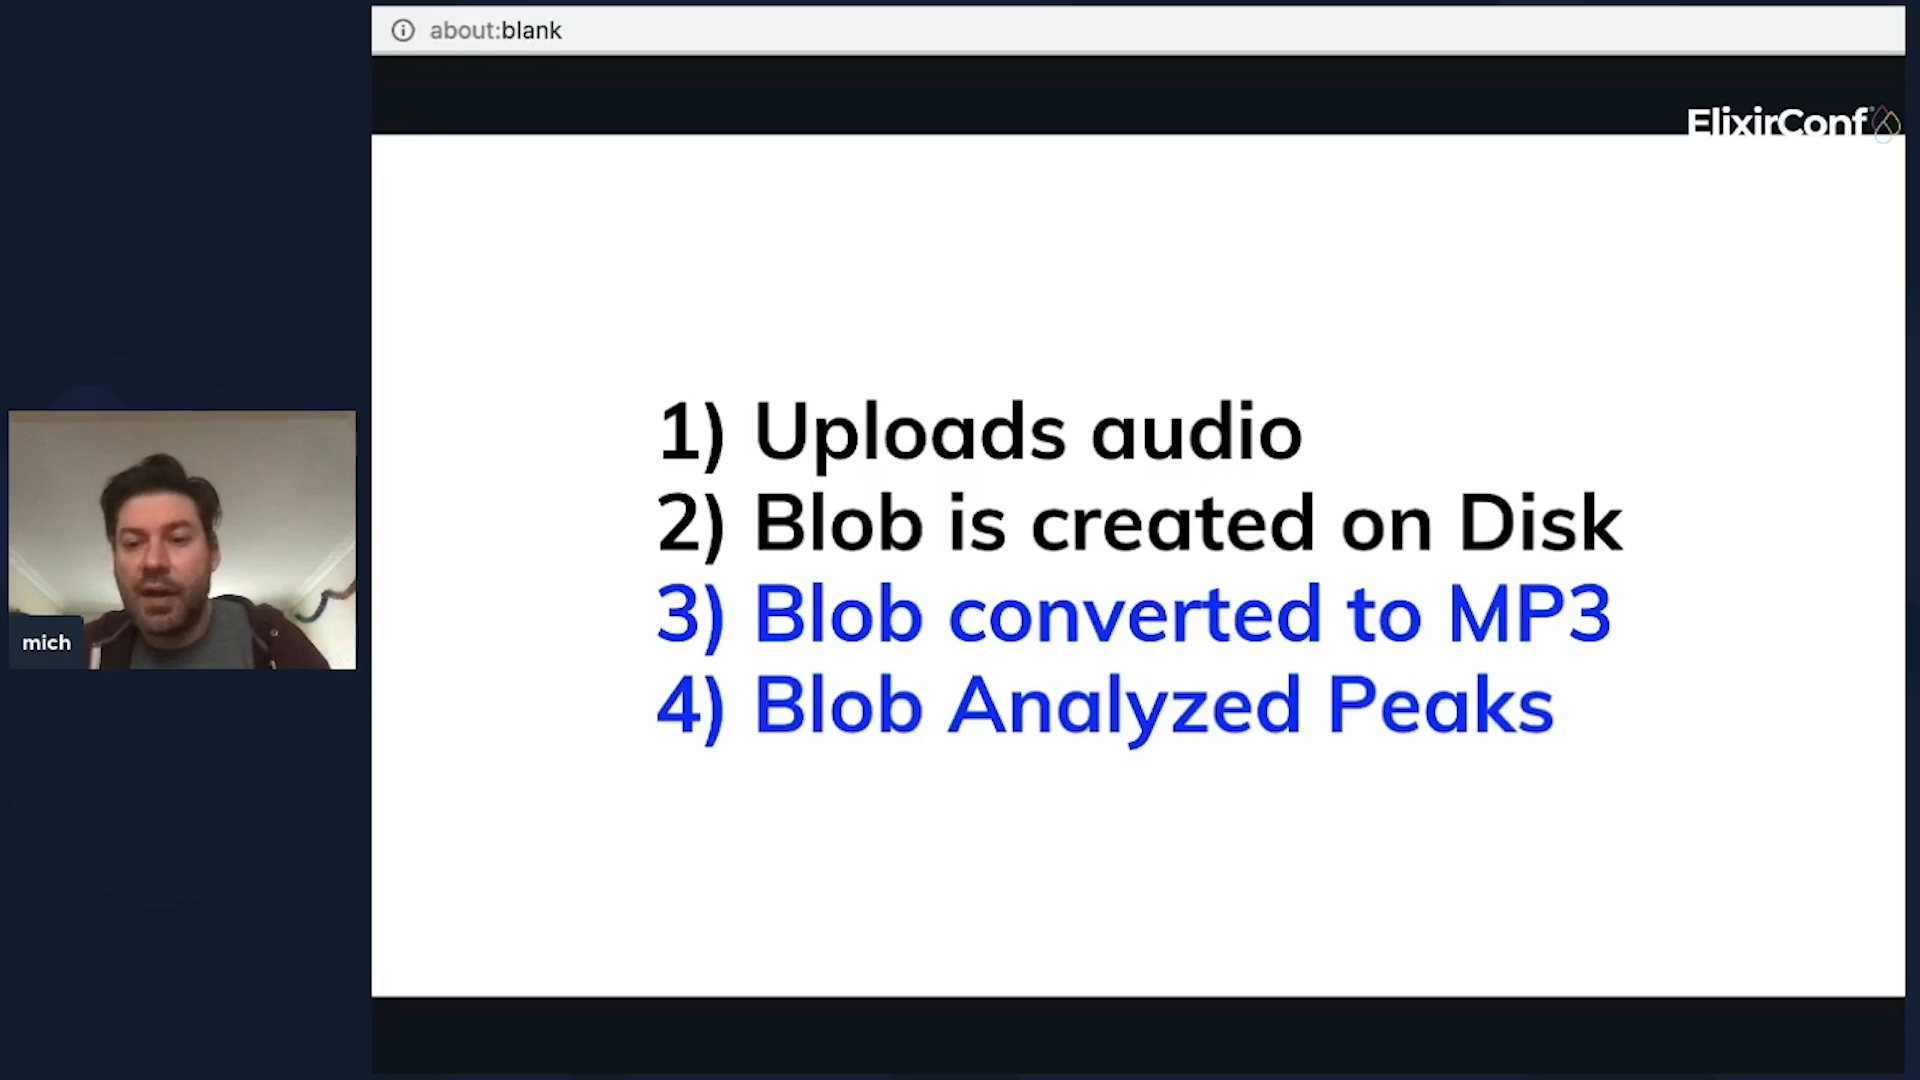 about:blank
ElixirConf
1) Uploads audio
2) Blob is created on Disk
3) Blob converted to MP3
4) Blob Analyzed Peaks
mich